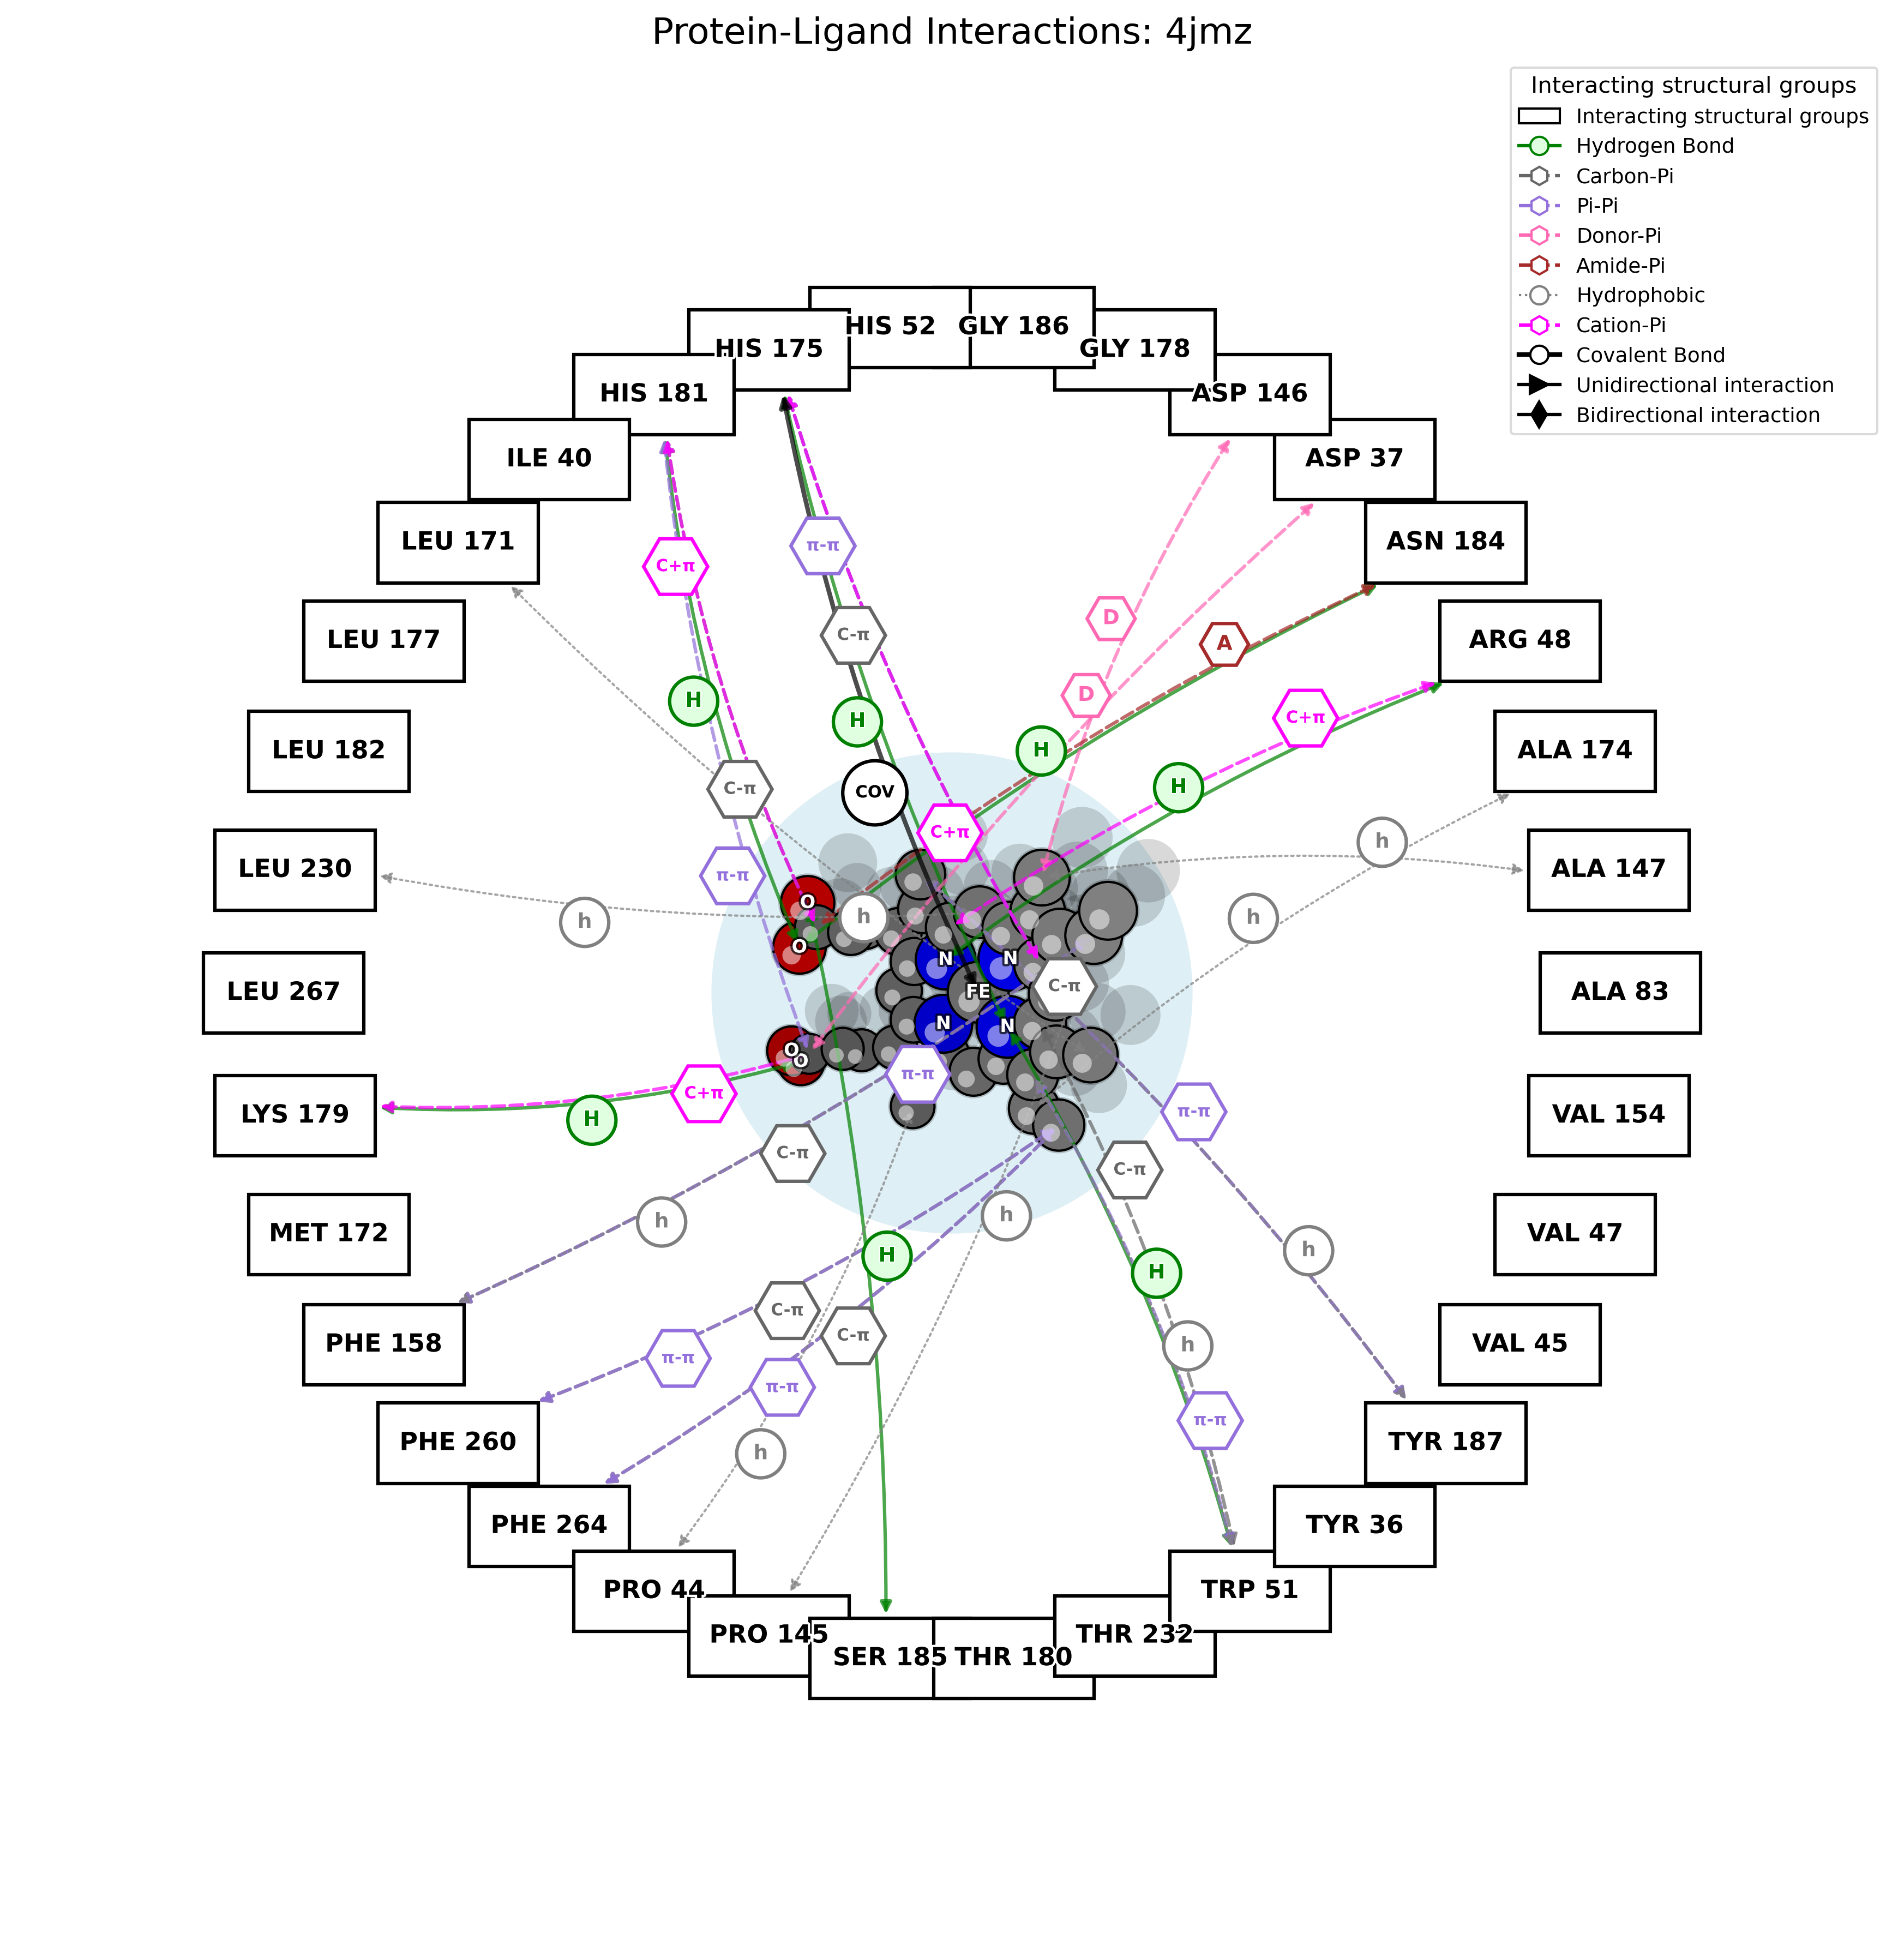 Protein-Ligand Interactions: 4jmz
Interacting structural groups
Interacting structural groups
Hydrogen Bond
Carbon-Pi
Pi-Pi
Donor-Pi
Amide-Pi
Hydrophobic
Cation-Pi
Covalent Bond
Unidirectional interaction
Bidirectional interaction
HIS 52
GLY 186
HIS 175
GLY 178
HIS 181
ASP 146
ILE 40
ASP 37
LEU 171
ASN 184
LEU 177
ARG 48
LEU 182
ALA 174
LEU 230
ALA 147
LEU 267
ALA 83
LYS 179
VAL 154
MET 172
VAL 47
PHE 158
VAL 45
PHE 260
TYR 187
PHE 264
TYR 36
PRO 44
TRP 51
PRO 145
THR 232
SER 185
THR 180
π-π
C+π
D
C-π
A
D
H
C+π
H
H
H
C-π
H
COV
C+π
h
π-π
O
h
h
h
O
N
N
C-π
FE
N
N
O
O
π-π
C+π
π-π
H
C-π
C-π
h
h
h
H
H
C-π
C-π
h
π-π
π-π
π-π
h